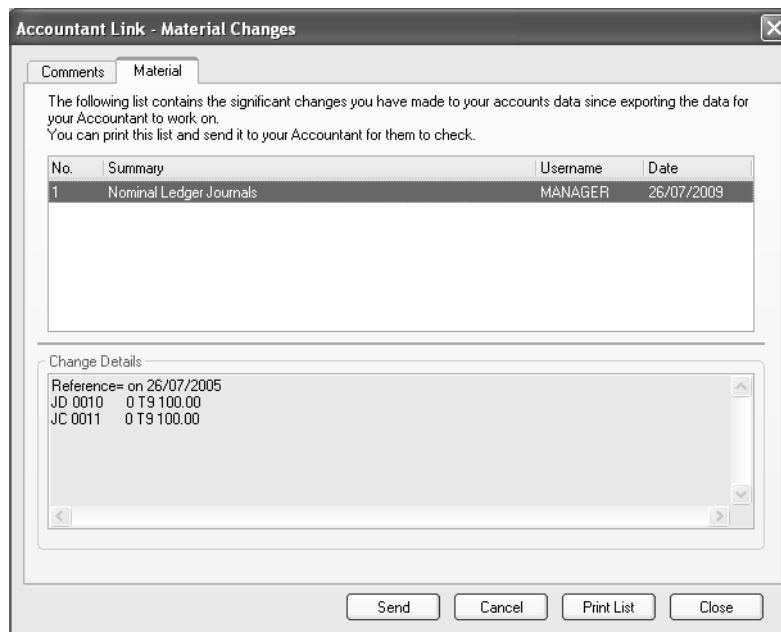 Accountant Link - Material Changes
Comments Material
The following list contains the significant changes you have made to your accounts data since exporting the data for
your Accountant to work on.
You can print this list and send it to your Accountant for them to check.
No. Summary Username Date
1 Nominal Ledger Journals MANAGER 26/07/2009
Change Details
Reference= on 26/07/2005
JD 0010 0 T9 100.00
JC 0011 0 T9 100.00
Send Cancel Print List Close